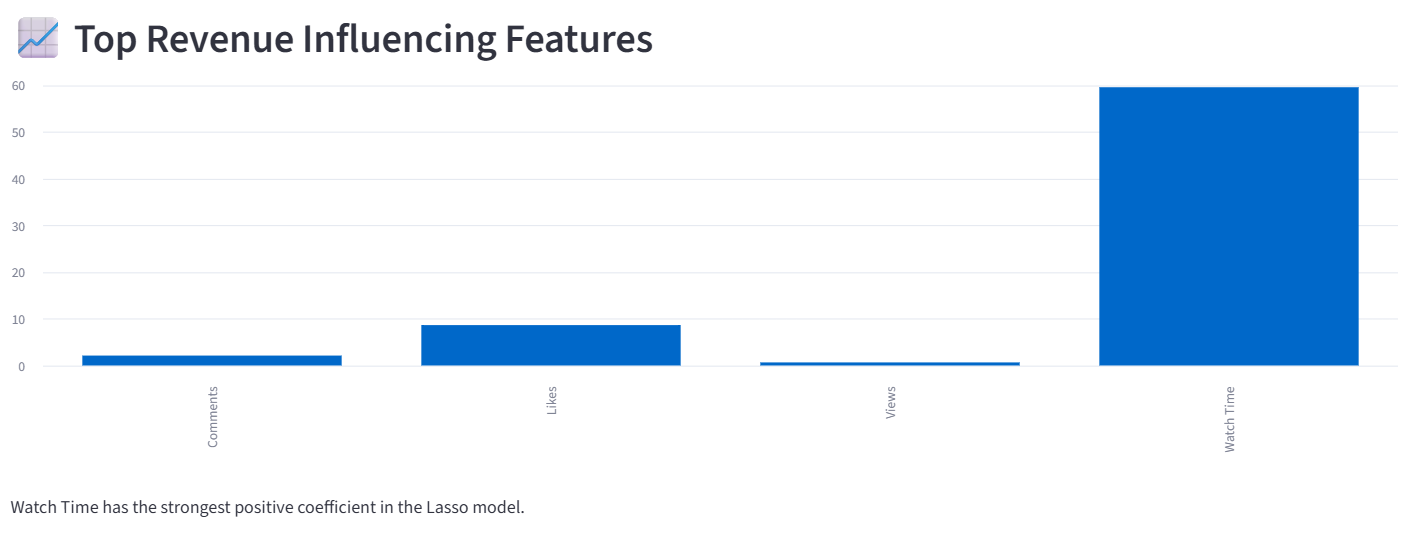 Top Revenue Influencing Features
60
50
40
30
20
10
0
Comments
Likes
Views
Watch Time
Watch Time has the strongest positive coefficient in the Lasso model.